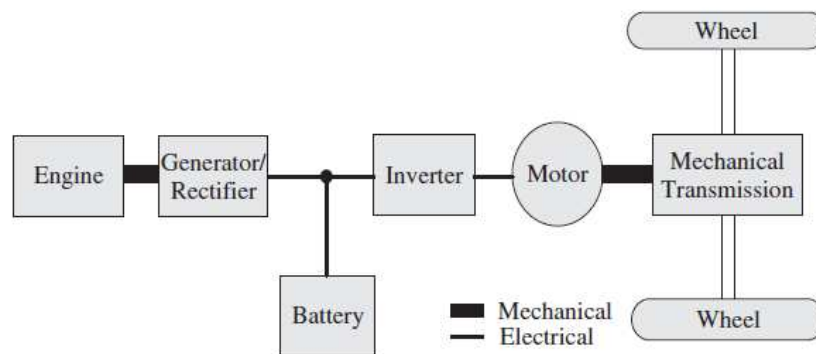 Wheel
Engine
Generator/
Rectifier
Inverter
Motor
Mechanical
Transmission
Battery
Mechanical
Electrical
Wheel